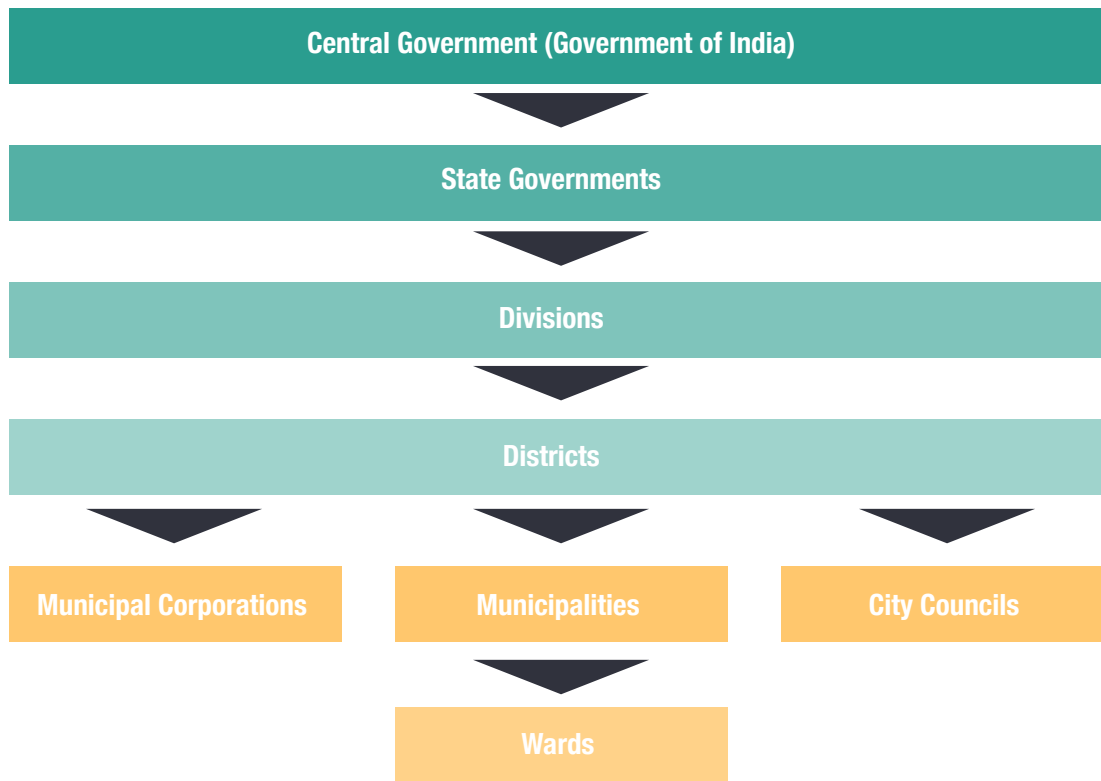 Central Government (Government of India)
State Governments
Divisions
Districts
Municipal Corporations
Municipalities
City Councils
Wards